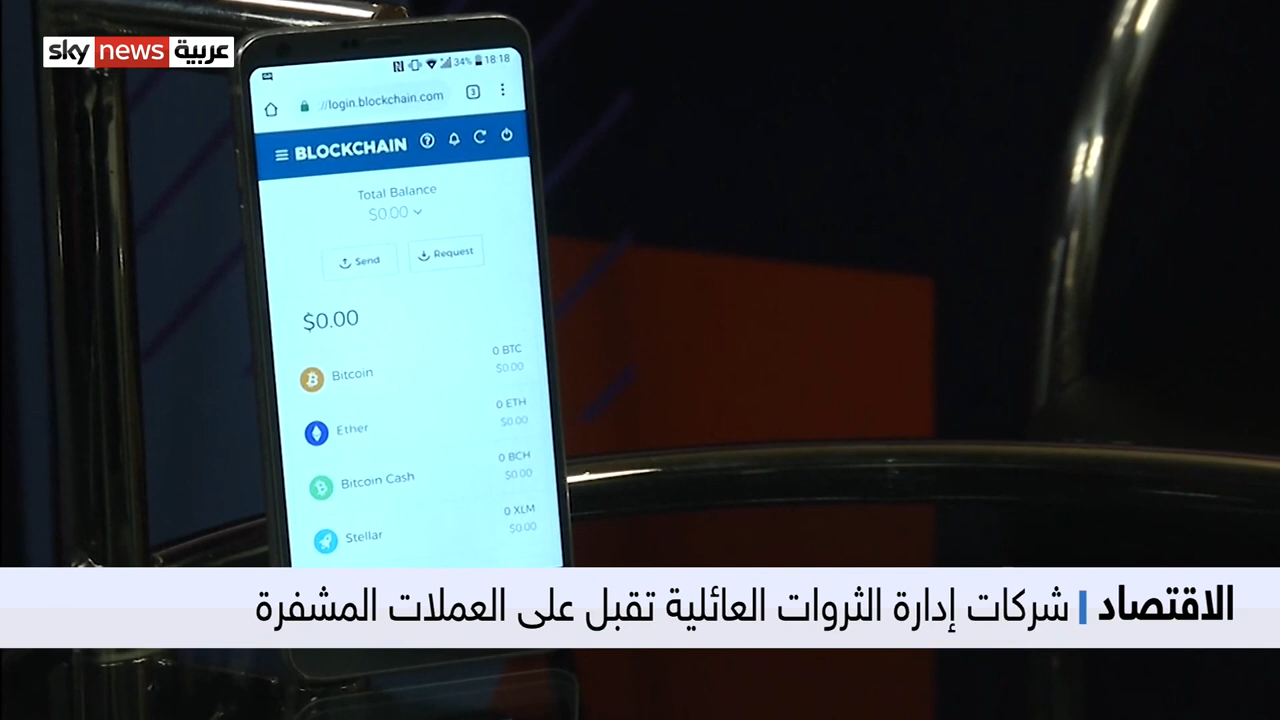 sky news عربية
34% 18:18
://login.blockchain.com 3
BLOCKCHAIN
Total Balance
$0.00
Send Request
$0.00
Bitcoin 0 BTC
$0.00
Ether 0 ETH
$0.00
Bitcoin Cash 0 BCH
$0.00
Stellar 0 XLM
$0.00
الاقتصاد | شركات إدارة الثروات العائلية تقبل على العملات المشفرة